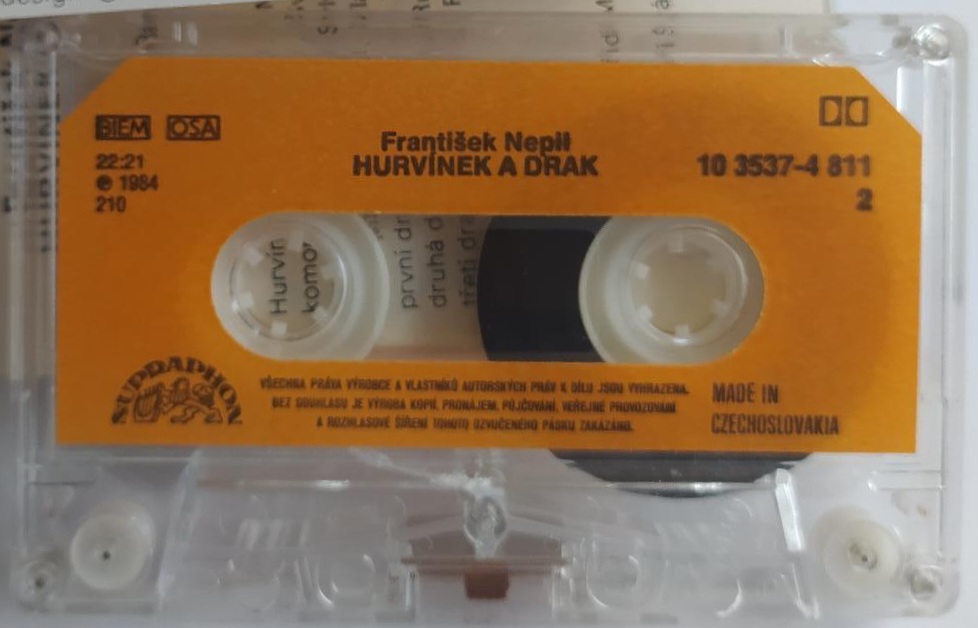 BIEM OSA
22:21
℗ 1984
210
František Nepil
HURVÍNEK A DRAK
10 3537-4 811
2
Hurvín
komor
první dr
druhá d
třetí dra
SUPRAPHON
VŠECHNA PRÁVA VÝROBCE A VLASTNÍKŮ AUTORSKÝCH PRÁV K DÍLU JSOU VYHRAZENA.
BEZ SOUHLASU JE VÝROBA KOPIÍ, PRONÁJEM, PŮJČOVÁNÍ, VEŘEJNÉ PROVOZOVÁNÍ
A ROZHLASOVÉ ŠÍŘENÍ TOHOTO OZVUČENÉHO PÁSKU ZAKÁZÁNO.
MADE IN
CZECHOSLOVAKIA